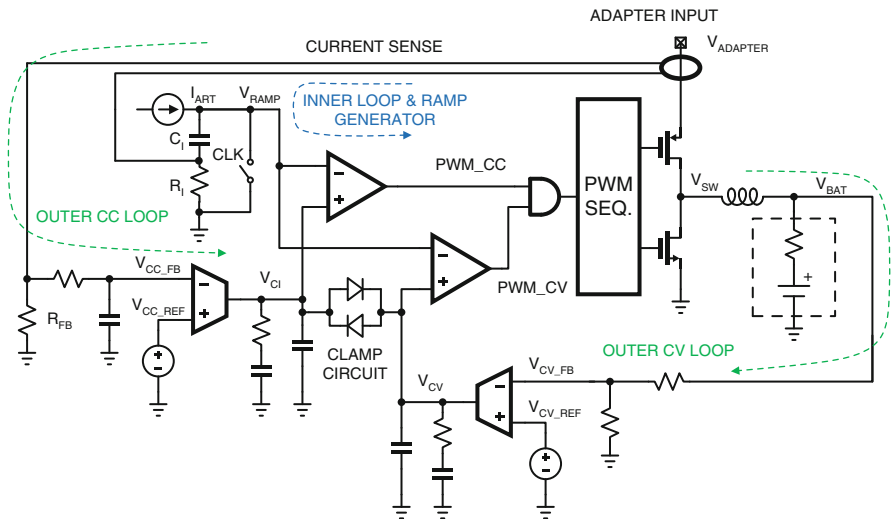 ADAPTER INPUT
V_ADAPTER
CURRENT SENSE
I_ART
V_RAMP
INNER LOOP & RAMP
GENERATOR
C_I
CLK
R_I
PWM_CC
PWM
SEQ.
V_SW
V_BAT
OUTER CC LOOP
PWM_CV
V_CC_FB
V_CI
V_CC_REF
R_FB
CLAMP
CIRCUIT
OUTER CV LOOP
V_CV_FB
V_CV
V_CV_REF